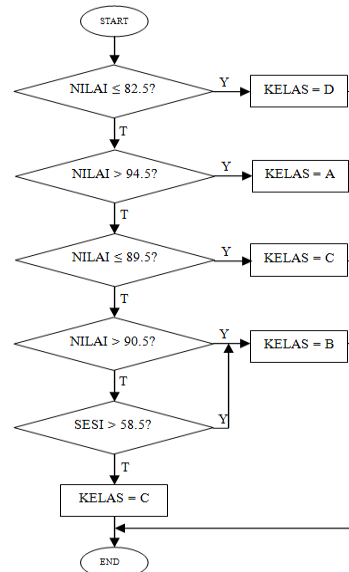 START
NILAI ≤ 82.5?
Y
KELAS = D
T
NILAI > 94.5?
Y
KELAS = A
T
NILAI ≤ 89.5?
Y
KELAS = C
T
NILAI > 90.5?
Y
KELAS = B
T
SESI > 58.5?
Y
T
KELAS = C
END